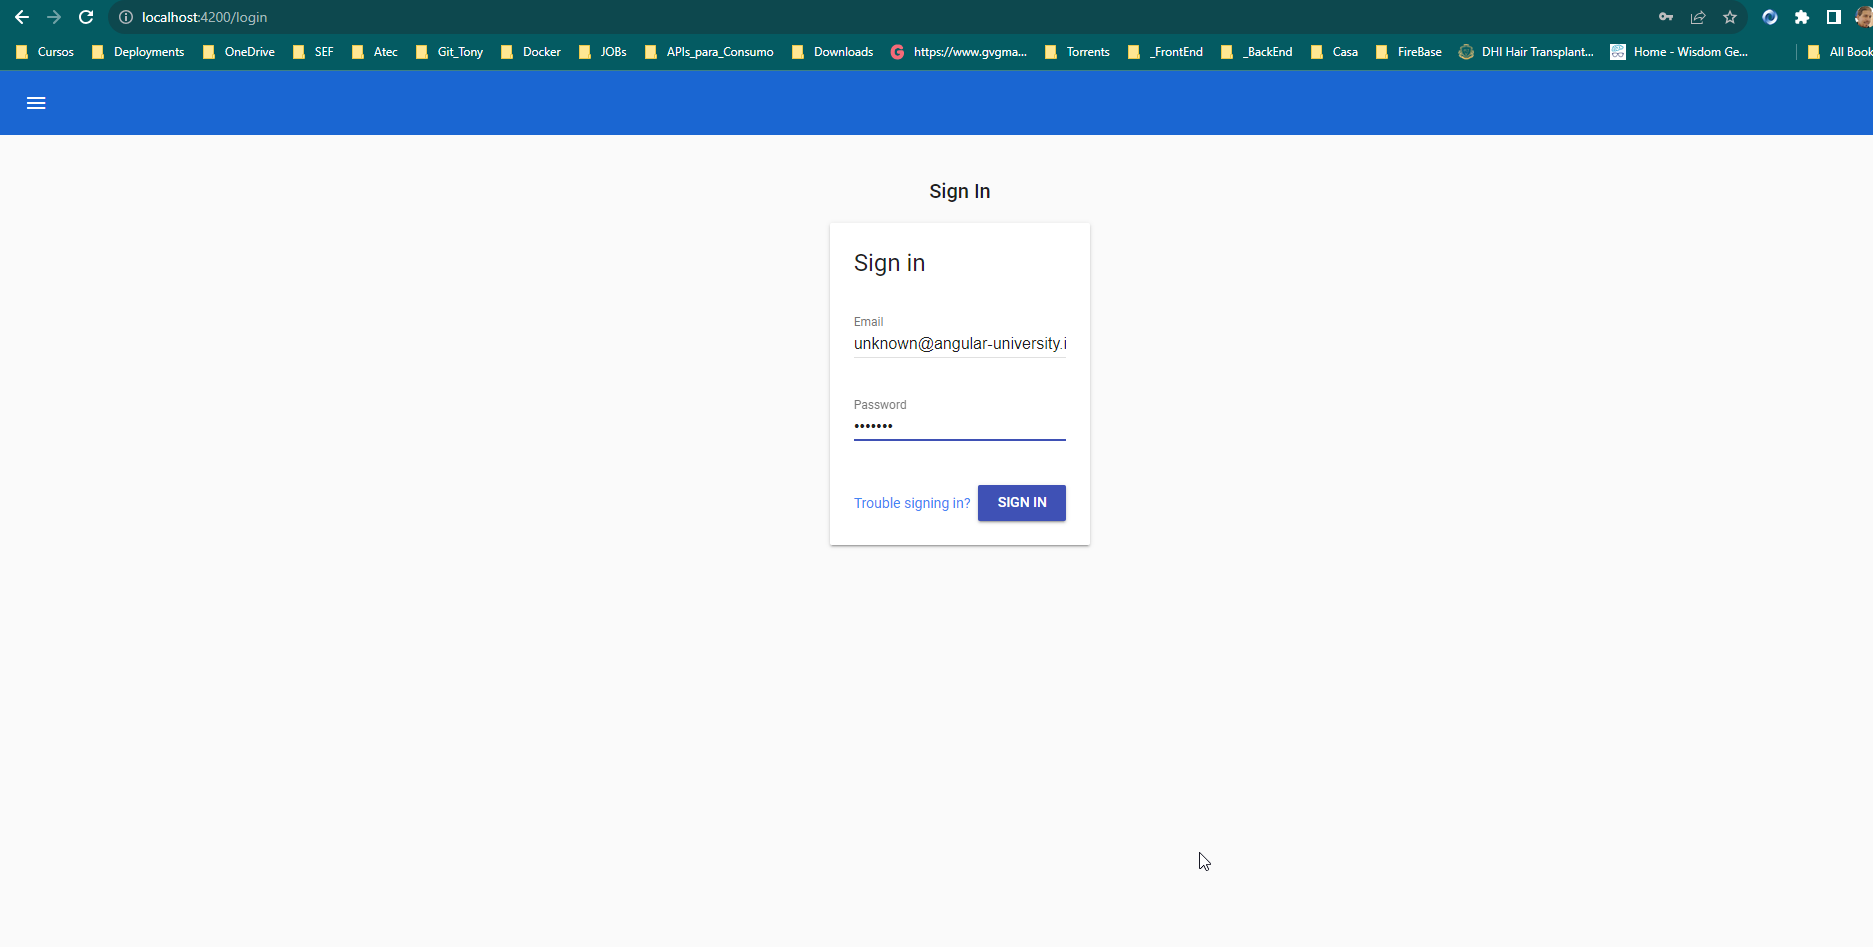 localhost:4200/login
Cursos Deployments OneDrive SEF Atec Git_Tony Docker JOBs APIs_para_Consumo Downloads https://www.gvgma... Torrents _FrontEnd _BackEnd Casa FireBase DHI Hair Transplant... Home - Wisdom Ge... All Book
Sign In
Sign in
Email
unknown@angular-university.i
Password
•••••••
Trouble signing in? SIGN IN